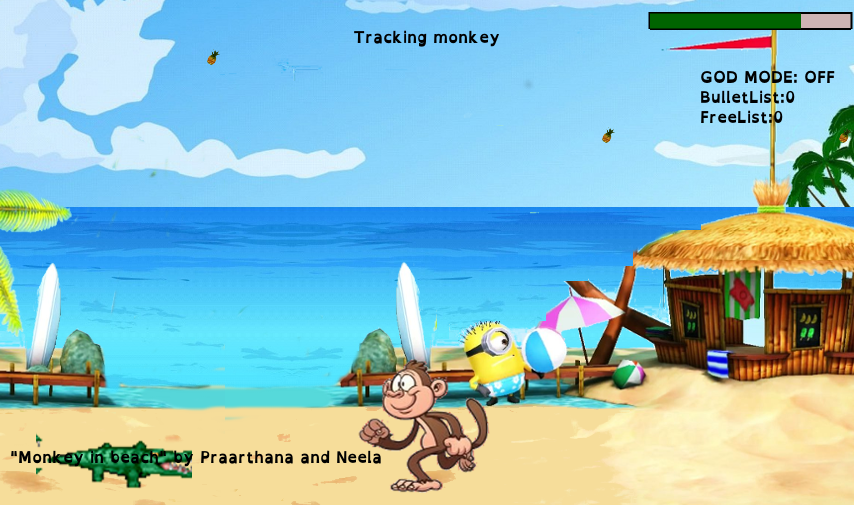 Tracking monkey
GOD MODE: OFF
BulletList:0
FreeList:0
"Monkey in beach" by Praarthana and Neela